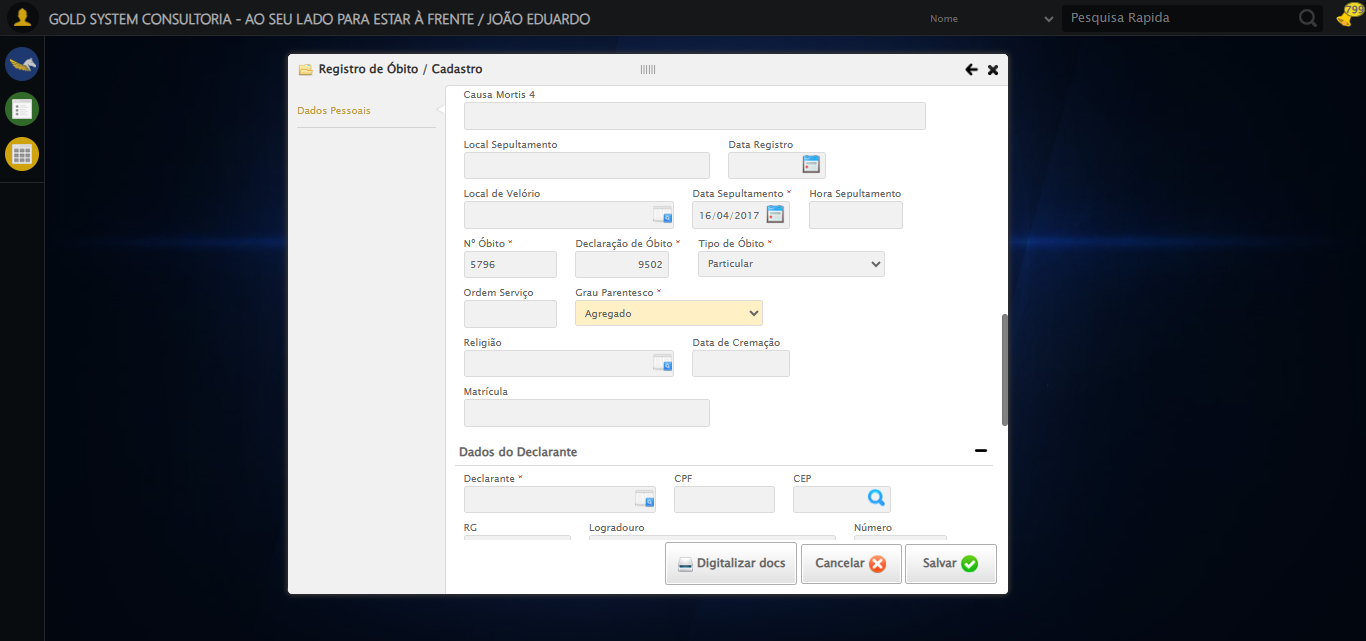 GOLD SYSTEM CONSULTORIA - AO SEU LADO PARA ESTAR À FRENTE / JOÃO EDUARDO
Nome
Pesquisa Rapida
799
Registro de Óbito / Cadastro
Dados Pessoais
Causa Mortis 4
Local Sepultamento
Data Registro
Local de Velório
Data Sepultamento *
Hora Sepultamento
16/04/2017
Nº Óbito *
Declaração de Óbito *
Tipo de Óbito *
5796
9502
Particular
Ordem Serviço
Grau Parentesco *
Agregado
Religião
Data de Cremação
Matrícula
Dados do Declarante
Declarante *
CPF
CEP
RG
Logradouro
Número
Digitalizar docs
Cancelar
Salvar